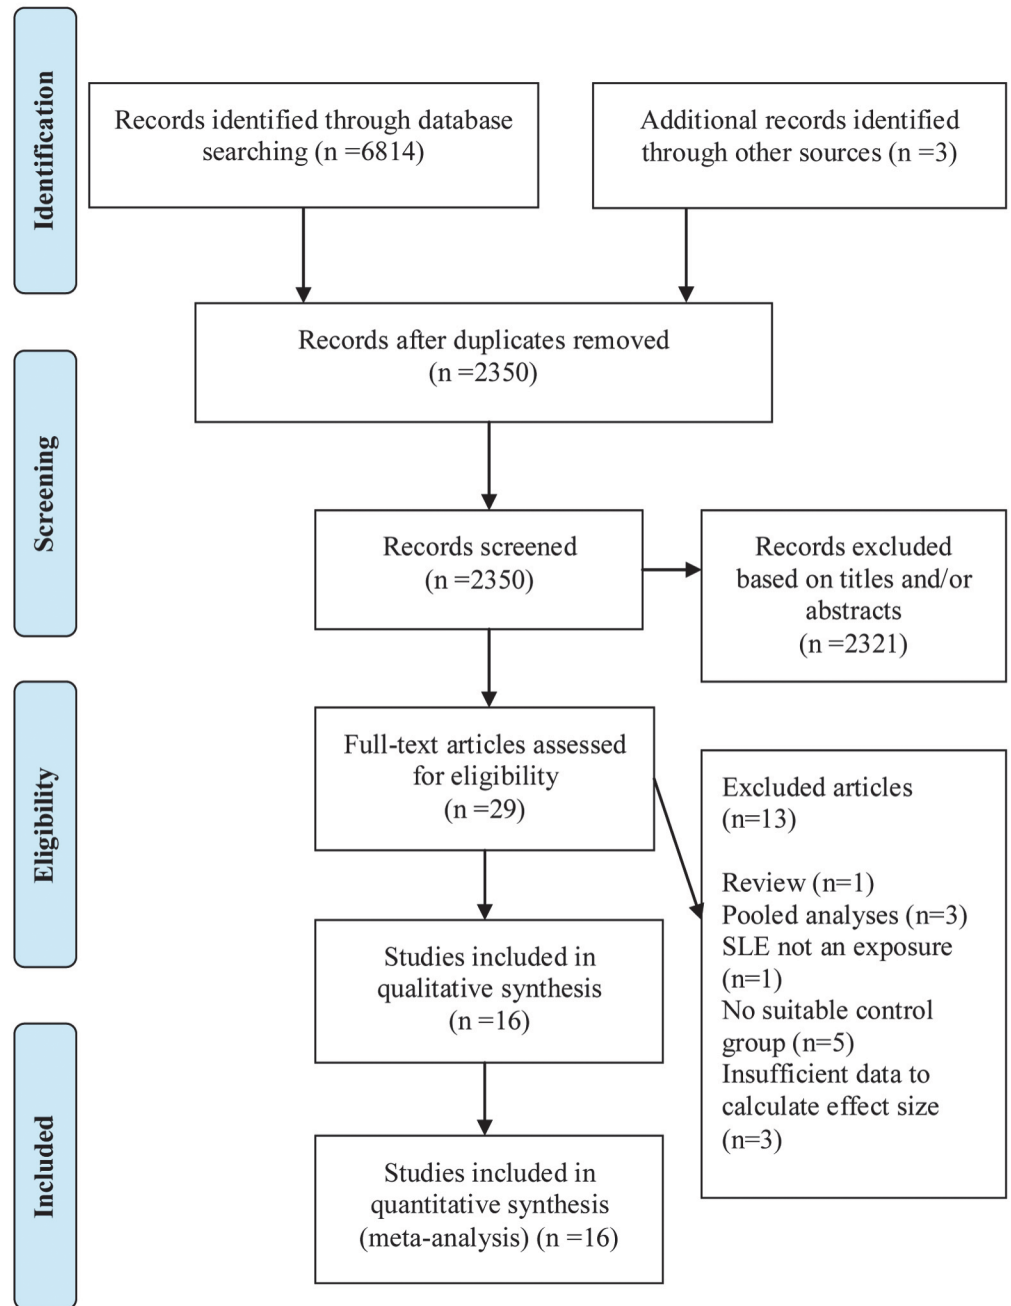 Identification
Records identified through database
searching (n =6814)
Additional records identified
through other sources (n =3)
Records after duplicates removed
(n =2350)
Screening
Records screened
(n =2350)
Records excluded
based on titles and/or
abstracts
(n =2321)
Eligibility
Full-text articles assessed
for eligibility
(n =29)
Excluded articles
(n=13)
Review (n=1)
Pooled analyses (n=3)
SLE not an exposure
(n=1)
No suitable control
group (n=5)
Insufficient data to
calculate effect size
(n=3)
Studies included in
qualitative synthesis
(n =16)
Included
Studies included in
quantitative synthesis
(meta-analysis) (n =16)